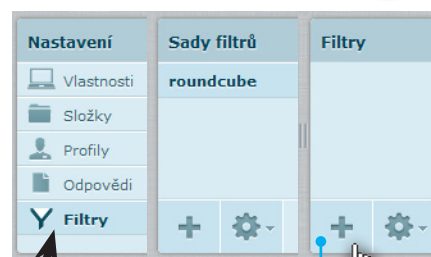 Nastavení
Vlastnosti
Složky
Profily
Odpovědi
Filtry
Sady filtrů
roundcube
Filtry